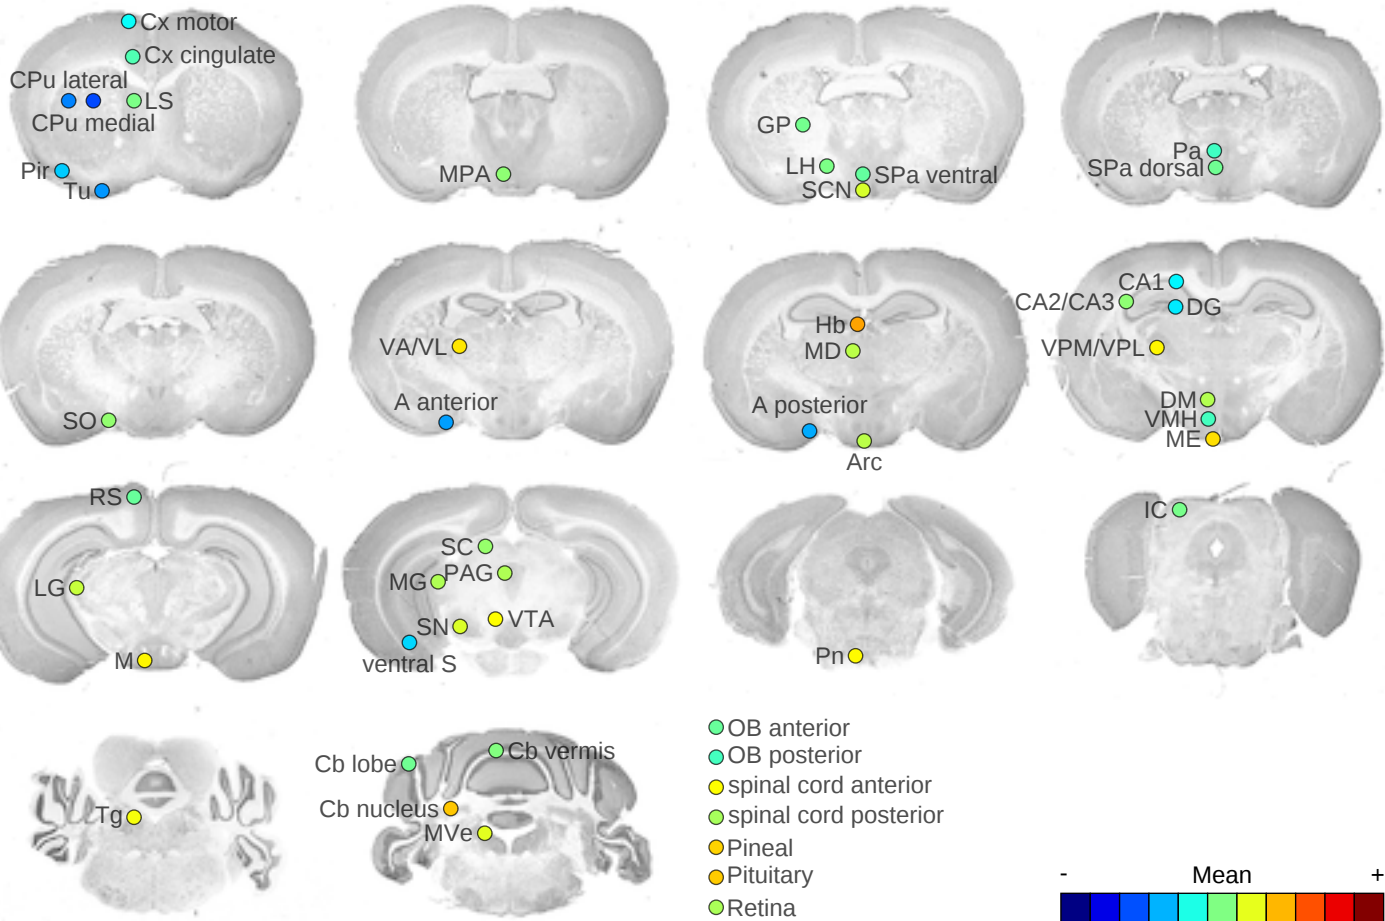 Cx motor
Cx cingulate
CPu lateral
LS
CPu medial
Pir
Tu
MPA
GP
LH
SPa ventral
SCN
Pa
SPa dorsal
SO
VA/VL
A anterior
Hb
MD
A posterior
Arc
CA1
CA2/CA3
DG
VPM/VPL
DM
VMH
ME
RS
LG
M
SC
PAG
MG
VTA
SN
ventral S
Pn
IC
Tg
Cb vermis
Cb lobe
Cb nucleus
MVe
OB anterior
OB posterior
spinal cord anterior
spinal cord posterior
Pineal
Pituitary
Retina
- Mean +